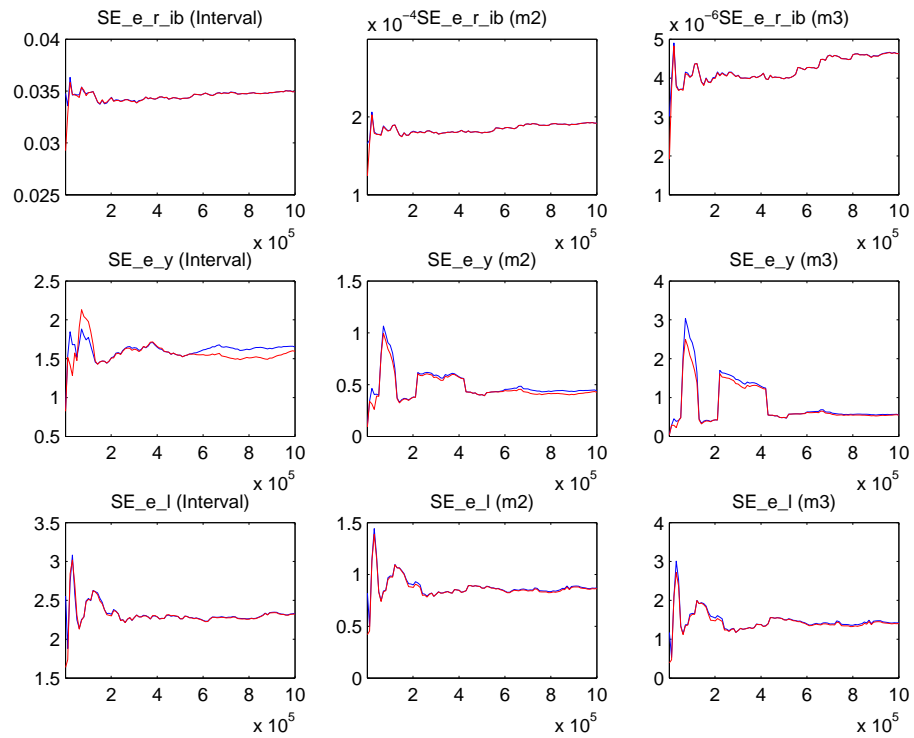 SE_e_r_ib (Interval)
0.04
0.035
0.03
0.025
2 4 6 8 10
x 10^5
x 10^−4 SE_e_r_ib (m2)
2
1
2 4 6 8 10
x 10^5
x 10^−6 SE_e_r_ib (m3)
5
4
3
2
1
2 4 6 8 10
x 10^5
SE_e_y (Interval)
2.5
2
1.5
1
0.5
2 4 6 8 10
x 10^5
SE_e_y (m2)
1.5
1
0.5
0
2 4 6 8 10
x 10^5
SE_e_y (m3)
4
3
2
1
0
2 4 6 8 10
x 10^5
SE_e_l (Interval)
3.5
3
2.5
2
1.5
2 4 6 8 10
x 10^5
SE_e_l (m2)
1.5
1
0.5
0
2 4 6 8 10
x 10^5
SE_e_l (m3)
4
3
2
1
0
2 4 6 8 10
x 10^5